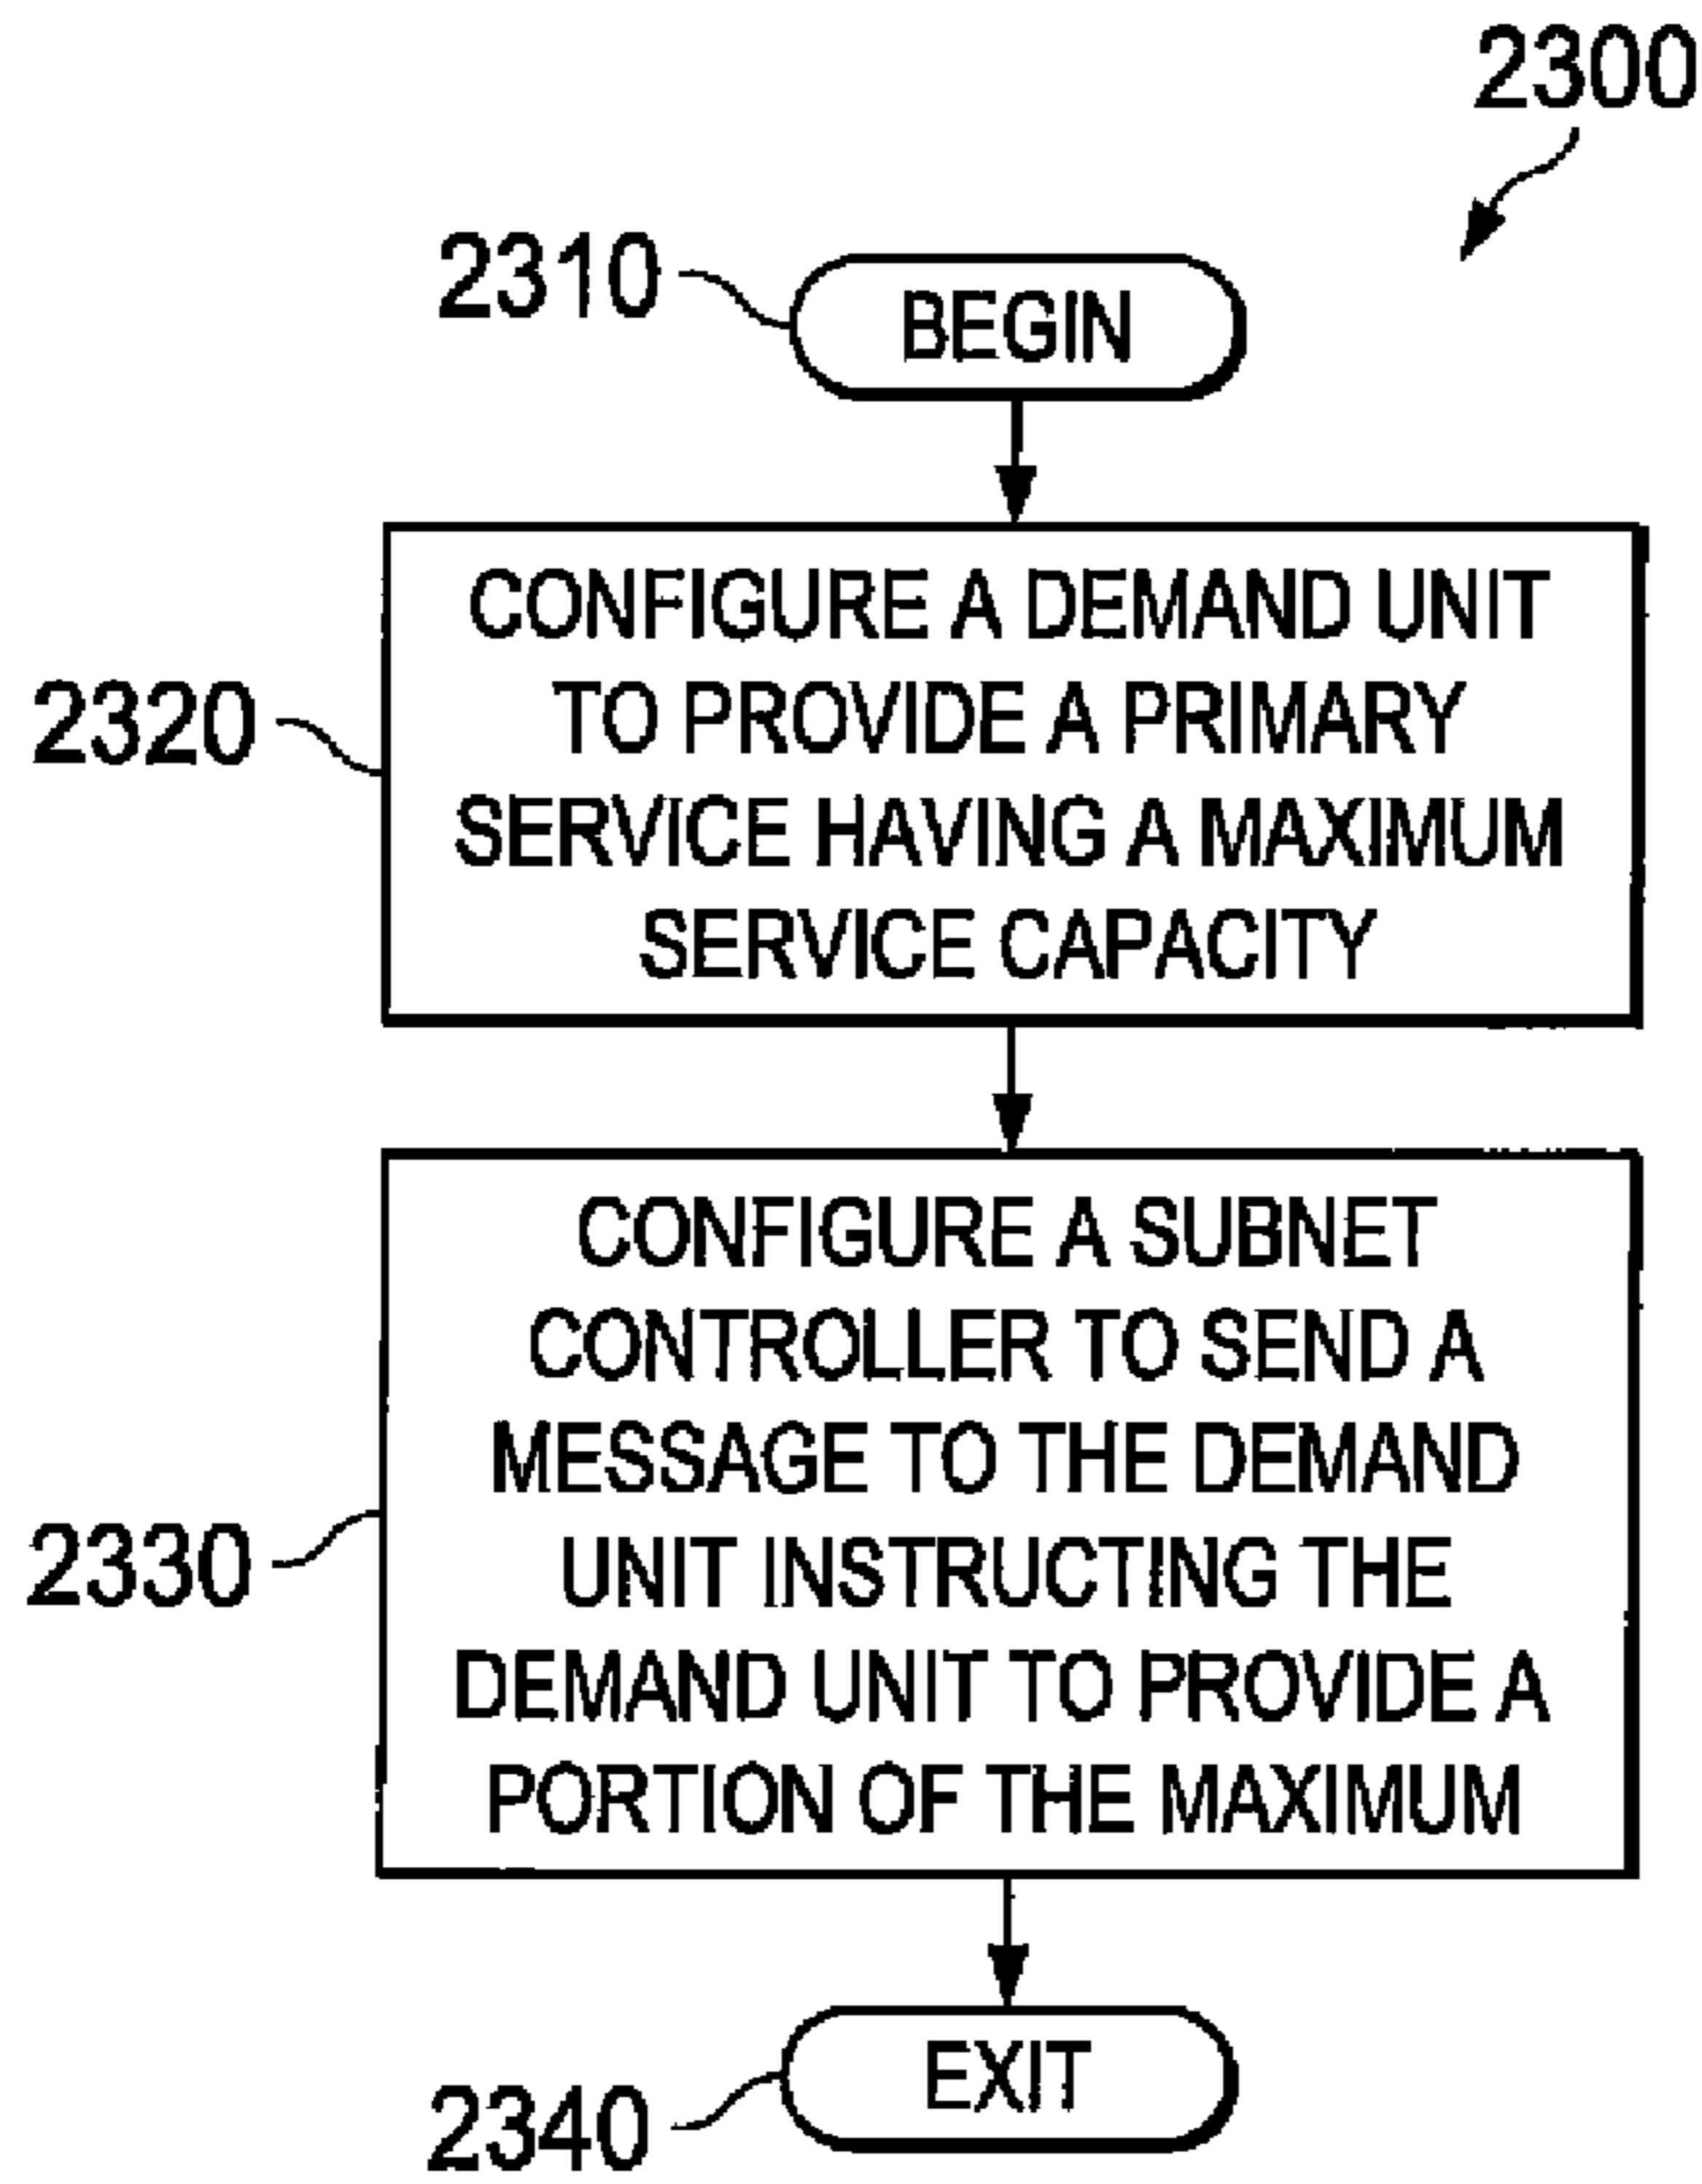 2300
2310
BEGIN
2320
CONFIGURE A DEMAND UNIT
TO PROVIDE A PRIMARY
SERVICE HAVING A MAXIMUM
SERVICE CAPACITY
2330
CONFIGURE A SUBNET
CONTROLLER TO SEND A
MESSAGE TO THE DEMAND
UNIT INSTRUCTING THE
DEMAND UNIT TO PROVIDE A
PORTION OF THE MAXIMUM
2340
EXIT